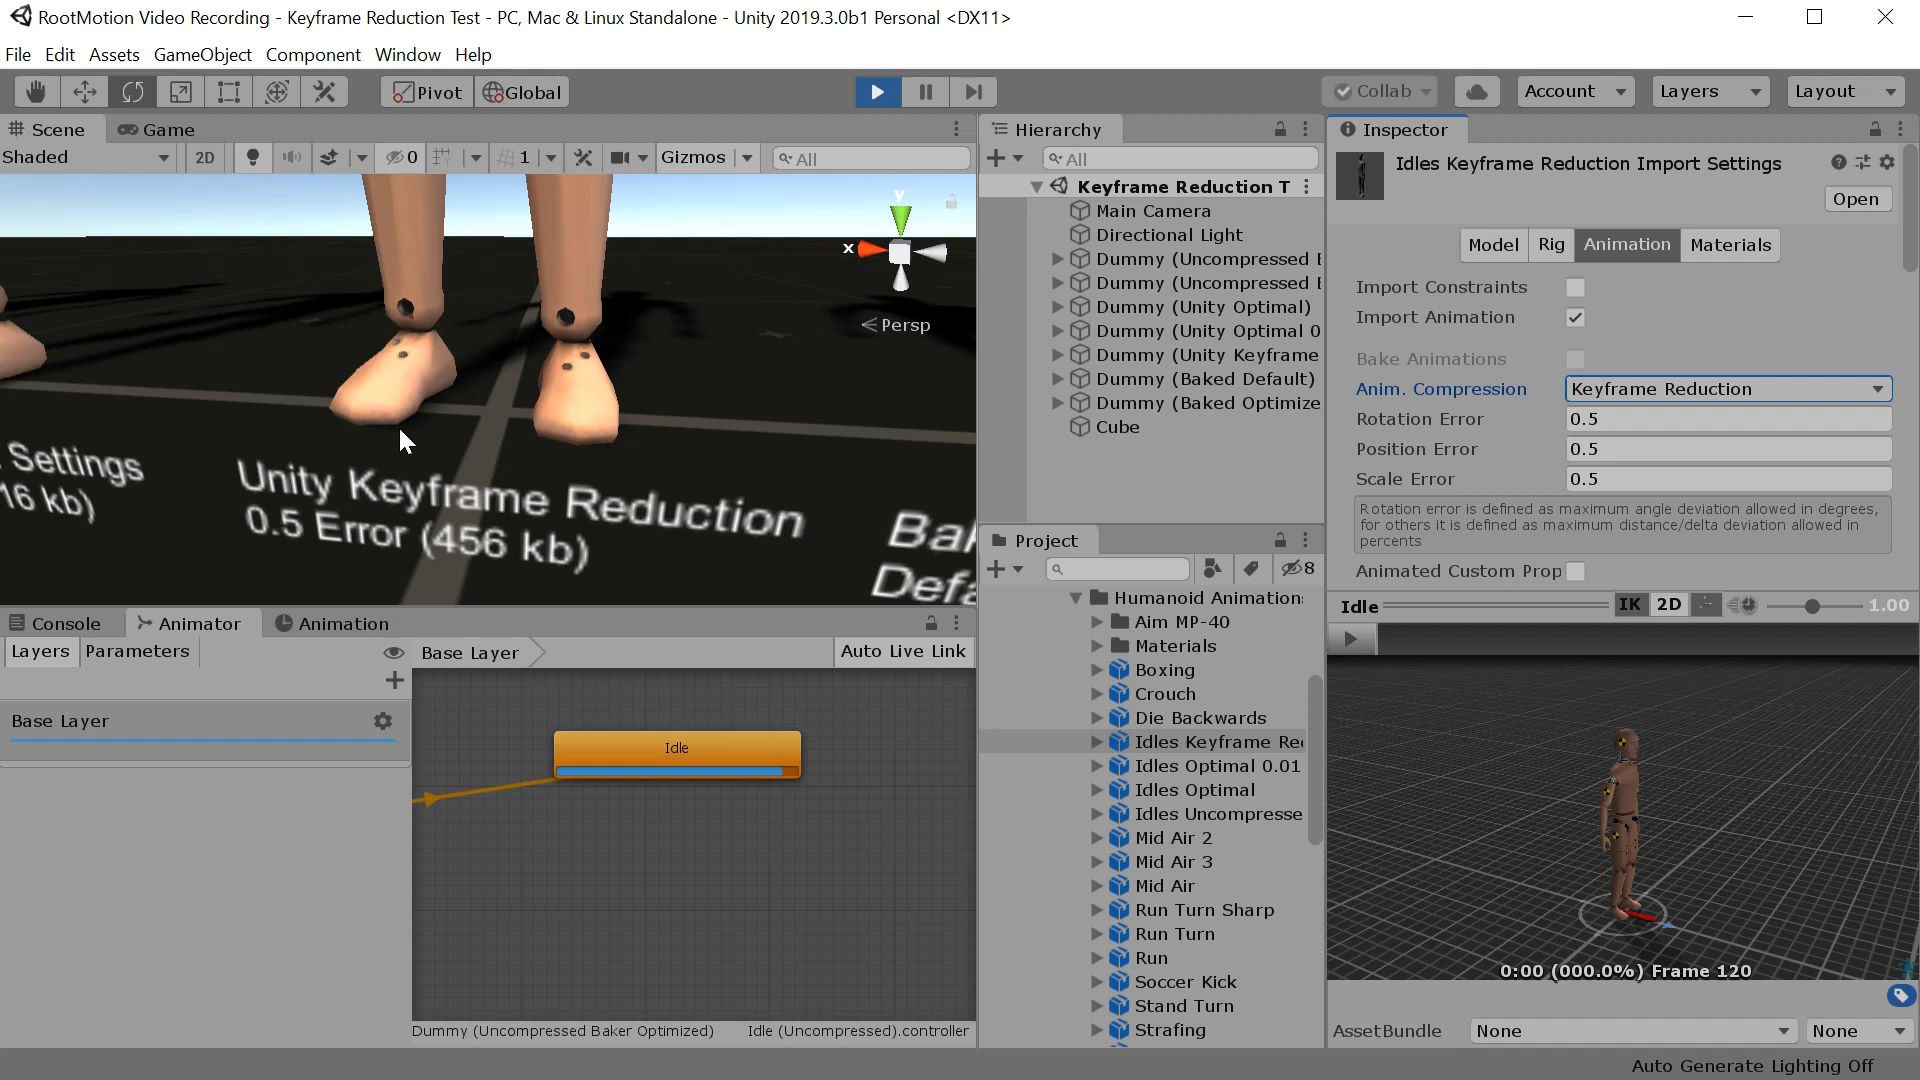 RootMotion Video Recording - Keyframe Reduction Test - PC, Mac & Linux Standalone - Unity 2019.3.0b1 Personal <DX11>
File Edit Assets GameObject Component Window Help
Pivot Global Collab Account Layers Layout
Scene Game
Shaded 2D 0 1 Gizmos All
y
x
Persp
Settings
16 kb)
Unity Keyframe Reduction
0.5 Error (456 kb)
Console Animator Animation
Layers Parameters
Base Layer Auto Live Link
Base Layer
Idle
Dummy (Uncompressed Baker Optimized) Idle (Uncompressed).controller
Hierarchy
All
Keyframe Reduction T
Main Camera
Directional Light
Dummy (Uncompressed
Dummy (Uncompressed
Dummy (Unity Optimal)
Dummy (Unity Optimal 0
Dummy (Unity Keyframe
Dummy (Baked Default)
Dummy (Baked Optimize
Cube
Project
8
Humanoid Animation
Aim MP-40
Materials
Boxing
Crouch
Die Backwards
Idles Keyframe Re
Idles Optimal 0.01
Idles Optimal
Idles Uncompresse
Mid Air 2
Mid Air 3
Mid Air
Run Turn Sharp
Run Turn
Run
Soccer Kick
Stand Turn
Strafing
Inspector
Idles Keyframe Reduction Import Settings
Open
Model Rig Animation Materials
Import Constraints
Import Animation
Bake Animations
Anim. Compression Keyframe Reduction
Rotation Error 0.5
Position Error 0.5
Scale Error 0.5
Rotation error is defined as maximum angle deviation allowed in degrees,
for others it is defined as maximum distance/delta deviation allowed in
percents
Animated Custom Prop
Idle IK 2D 1.00
0:00 (000.0%) Frame 120
AssetBundle None None
Auto Generate Lighting Off